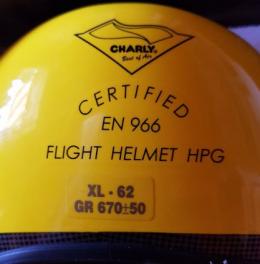 CHARLY®
Best of Air
CERTIFIED
EN 966
FLIGHT HELMET HPG
XL - 62
GR 670±50